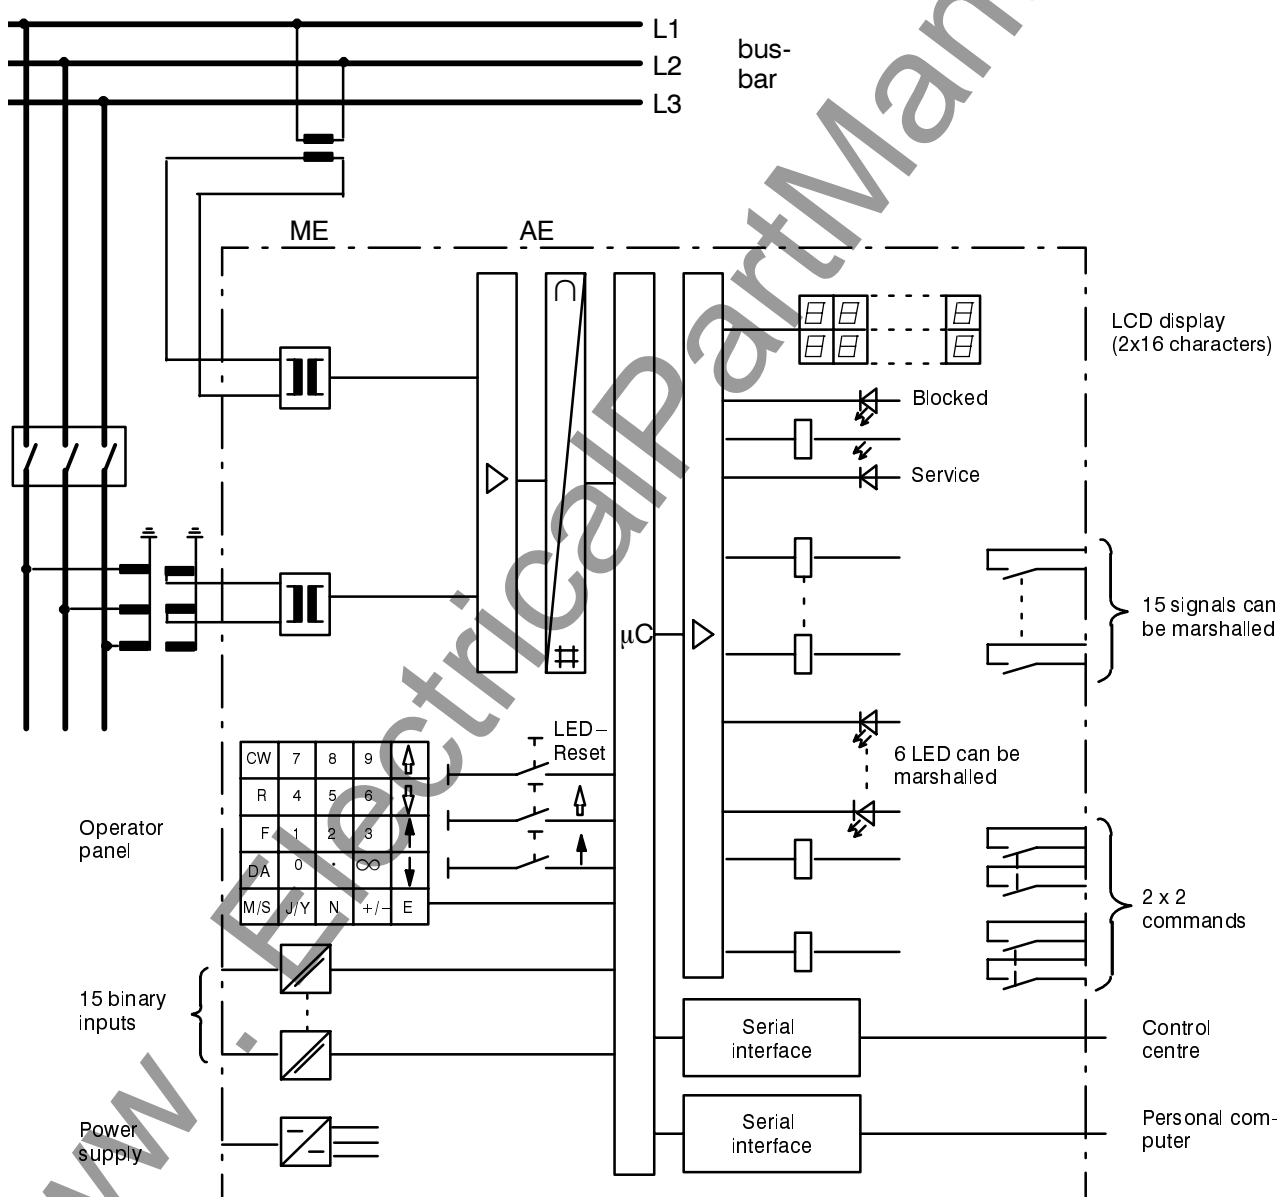 L1
L2
L3
bus-
bar
ME
AE
LCD display
(2x16 characters)
Blocked
Service
15 signals can
be marshalled
μC
LED–
Reset
6 LED can be
marshalled
CW 7 8 9
R 4 5 6
F 1 2 3
DA 0 . ∞
M/S J/Y N +/− E
Operator
panel
2 x 2
commands
15 binary
inputs
Serial
interface
Control
centre
Power
supply
Serial
interface
Personal com-
puter
w . ElectricalPartMan